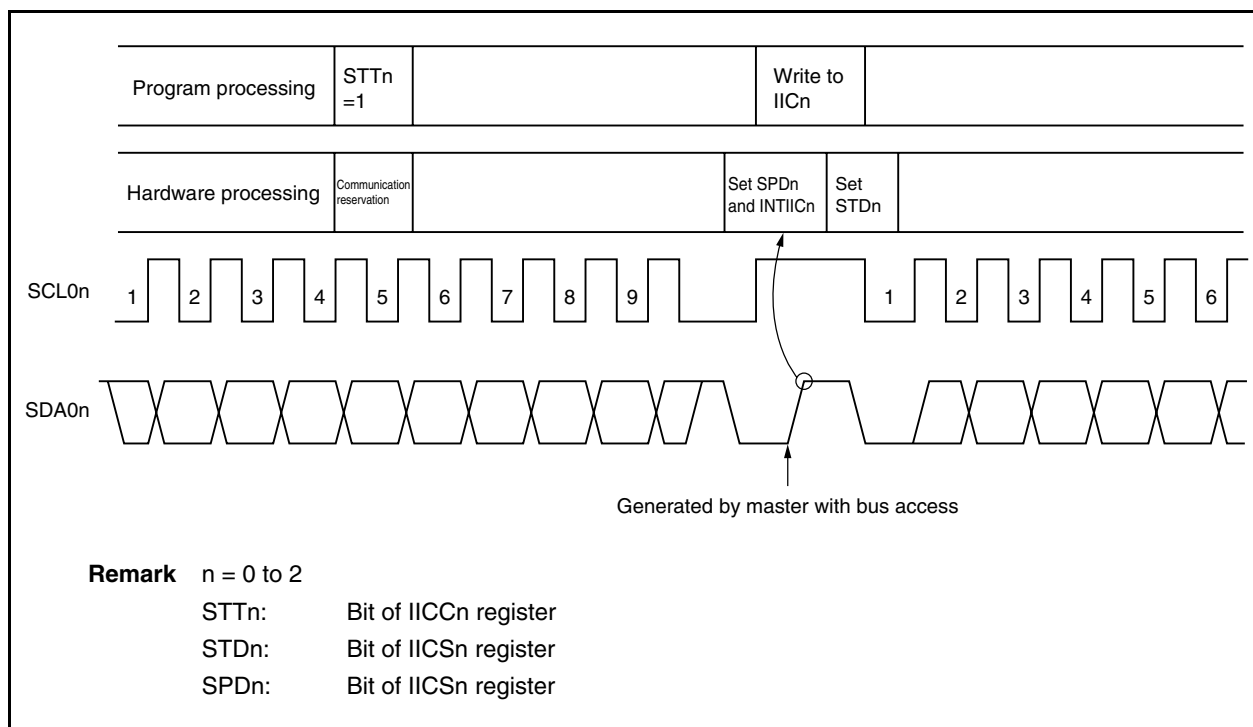 Program processing
STTn
=1
Write to
IICn
Hardware processing
Communication
reservation
Set SPDn
and INTIICn
Set
STDn
SCL0n
1 2 3 4 5 6 7 8 9 1 2 3 4 5 6
SDA0n
Generated by master with bus access
Remark n = 0 to 2
STTn: Bit of IICCn register
STDn: Bit of IICSn register
SPDn: Bit of IICSn register